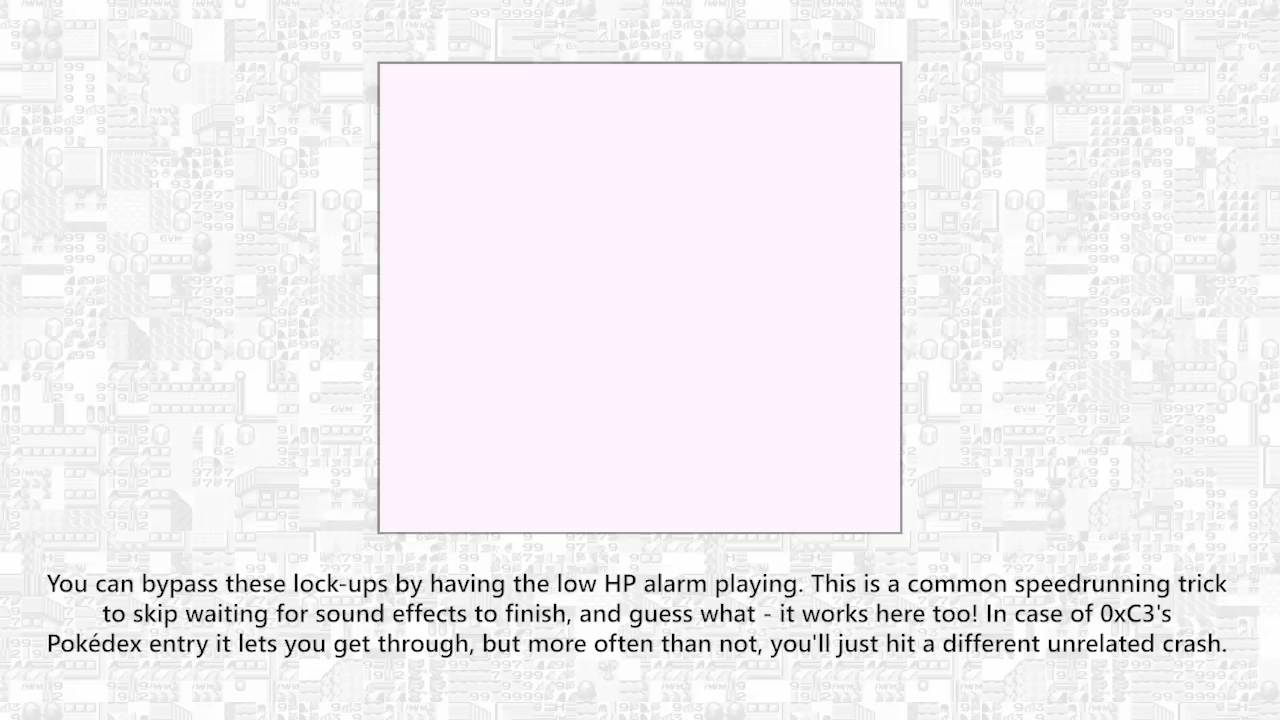 You can bypass these lock-ups by having the low HP alarm playing. This is a common speedrunning trick
to skip waiting for sound effects to finish, and guess what - it works here too! In case of 0xC3's
Pokédex entry it lets you get through, but more often than not, you'll just hit a different unrelated crash.